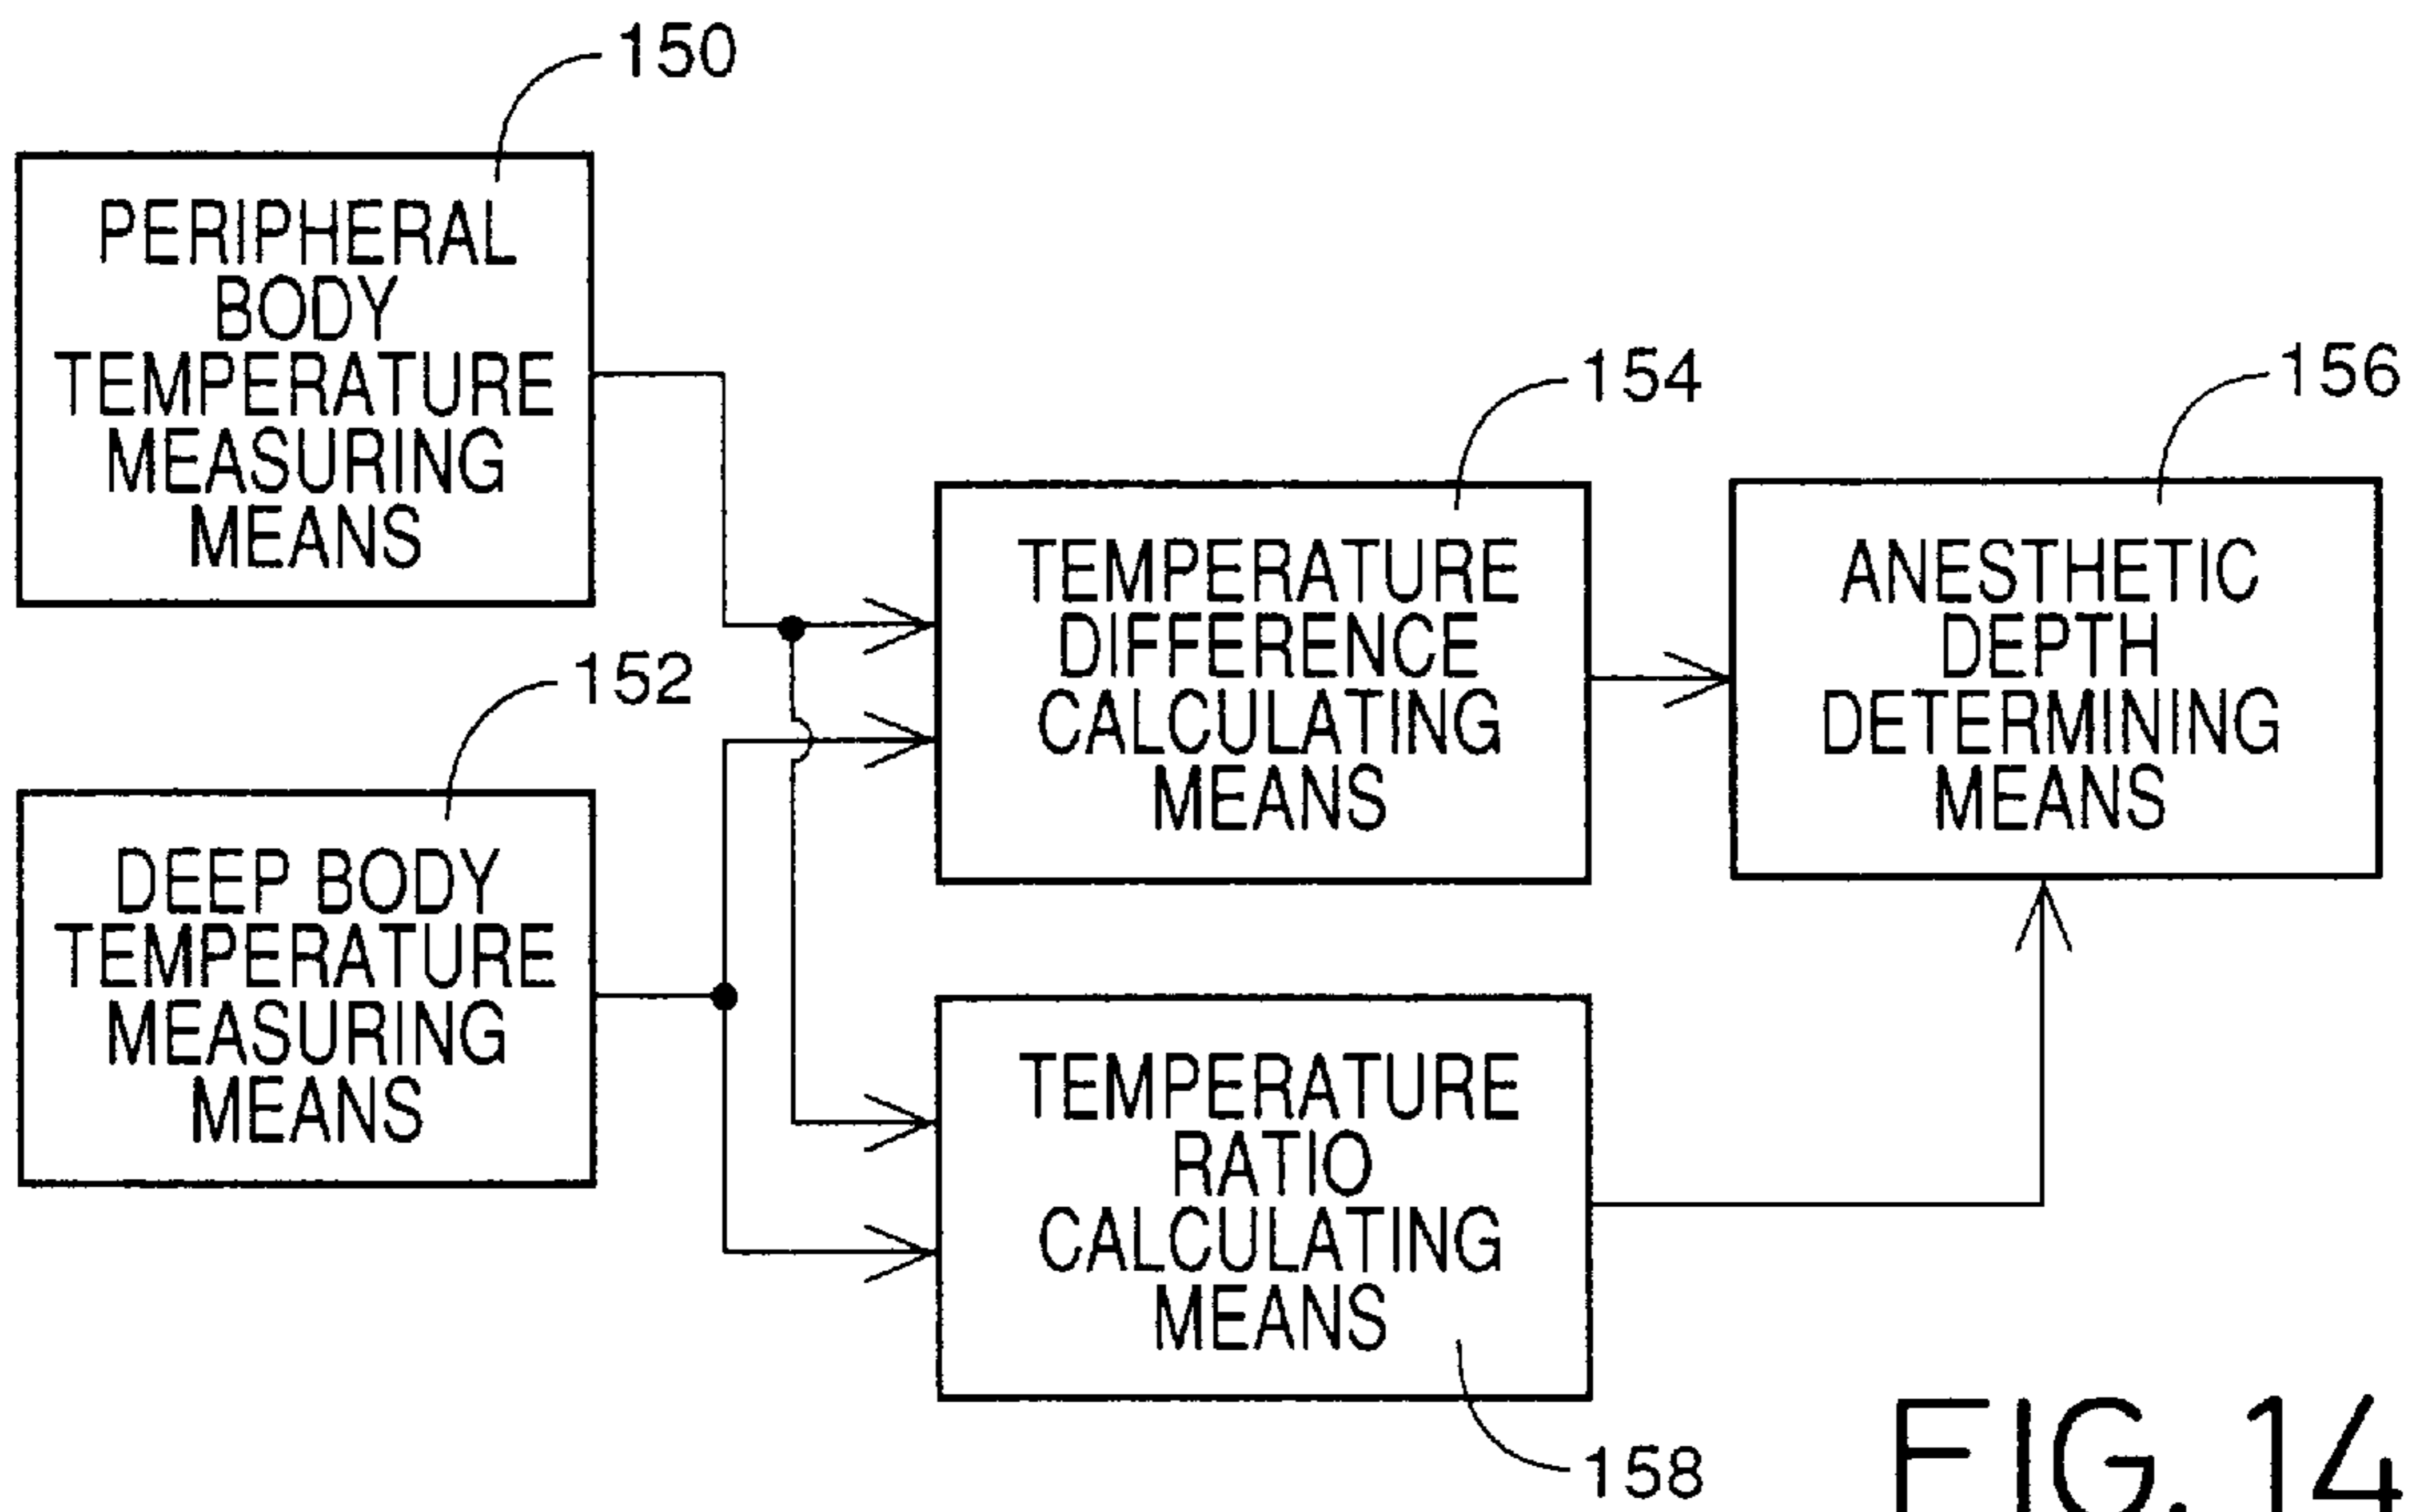 150
PERIPHERAL
BODY
TEMPERATURE
MEASURING
MEANS
152
DEEP BODY
TEMPERATURE
MEASURING
MEANS
154
TEMPERATURE
DIFFERENCE
CALCULATING
MEANS
156
ANESTHETIC
DEPTH
DETERMINING
MEANS
TEMPERATURE
RATIO
CALCULATING
MEANS
158
FIG. 14